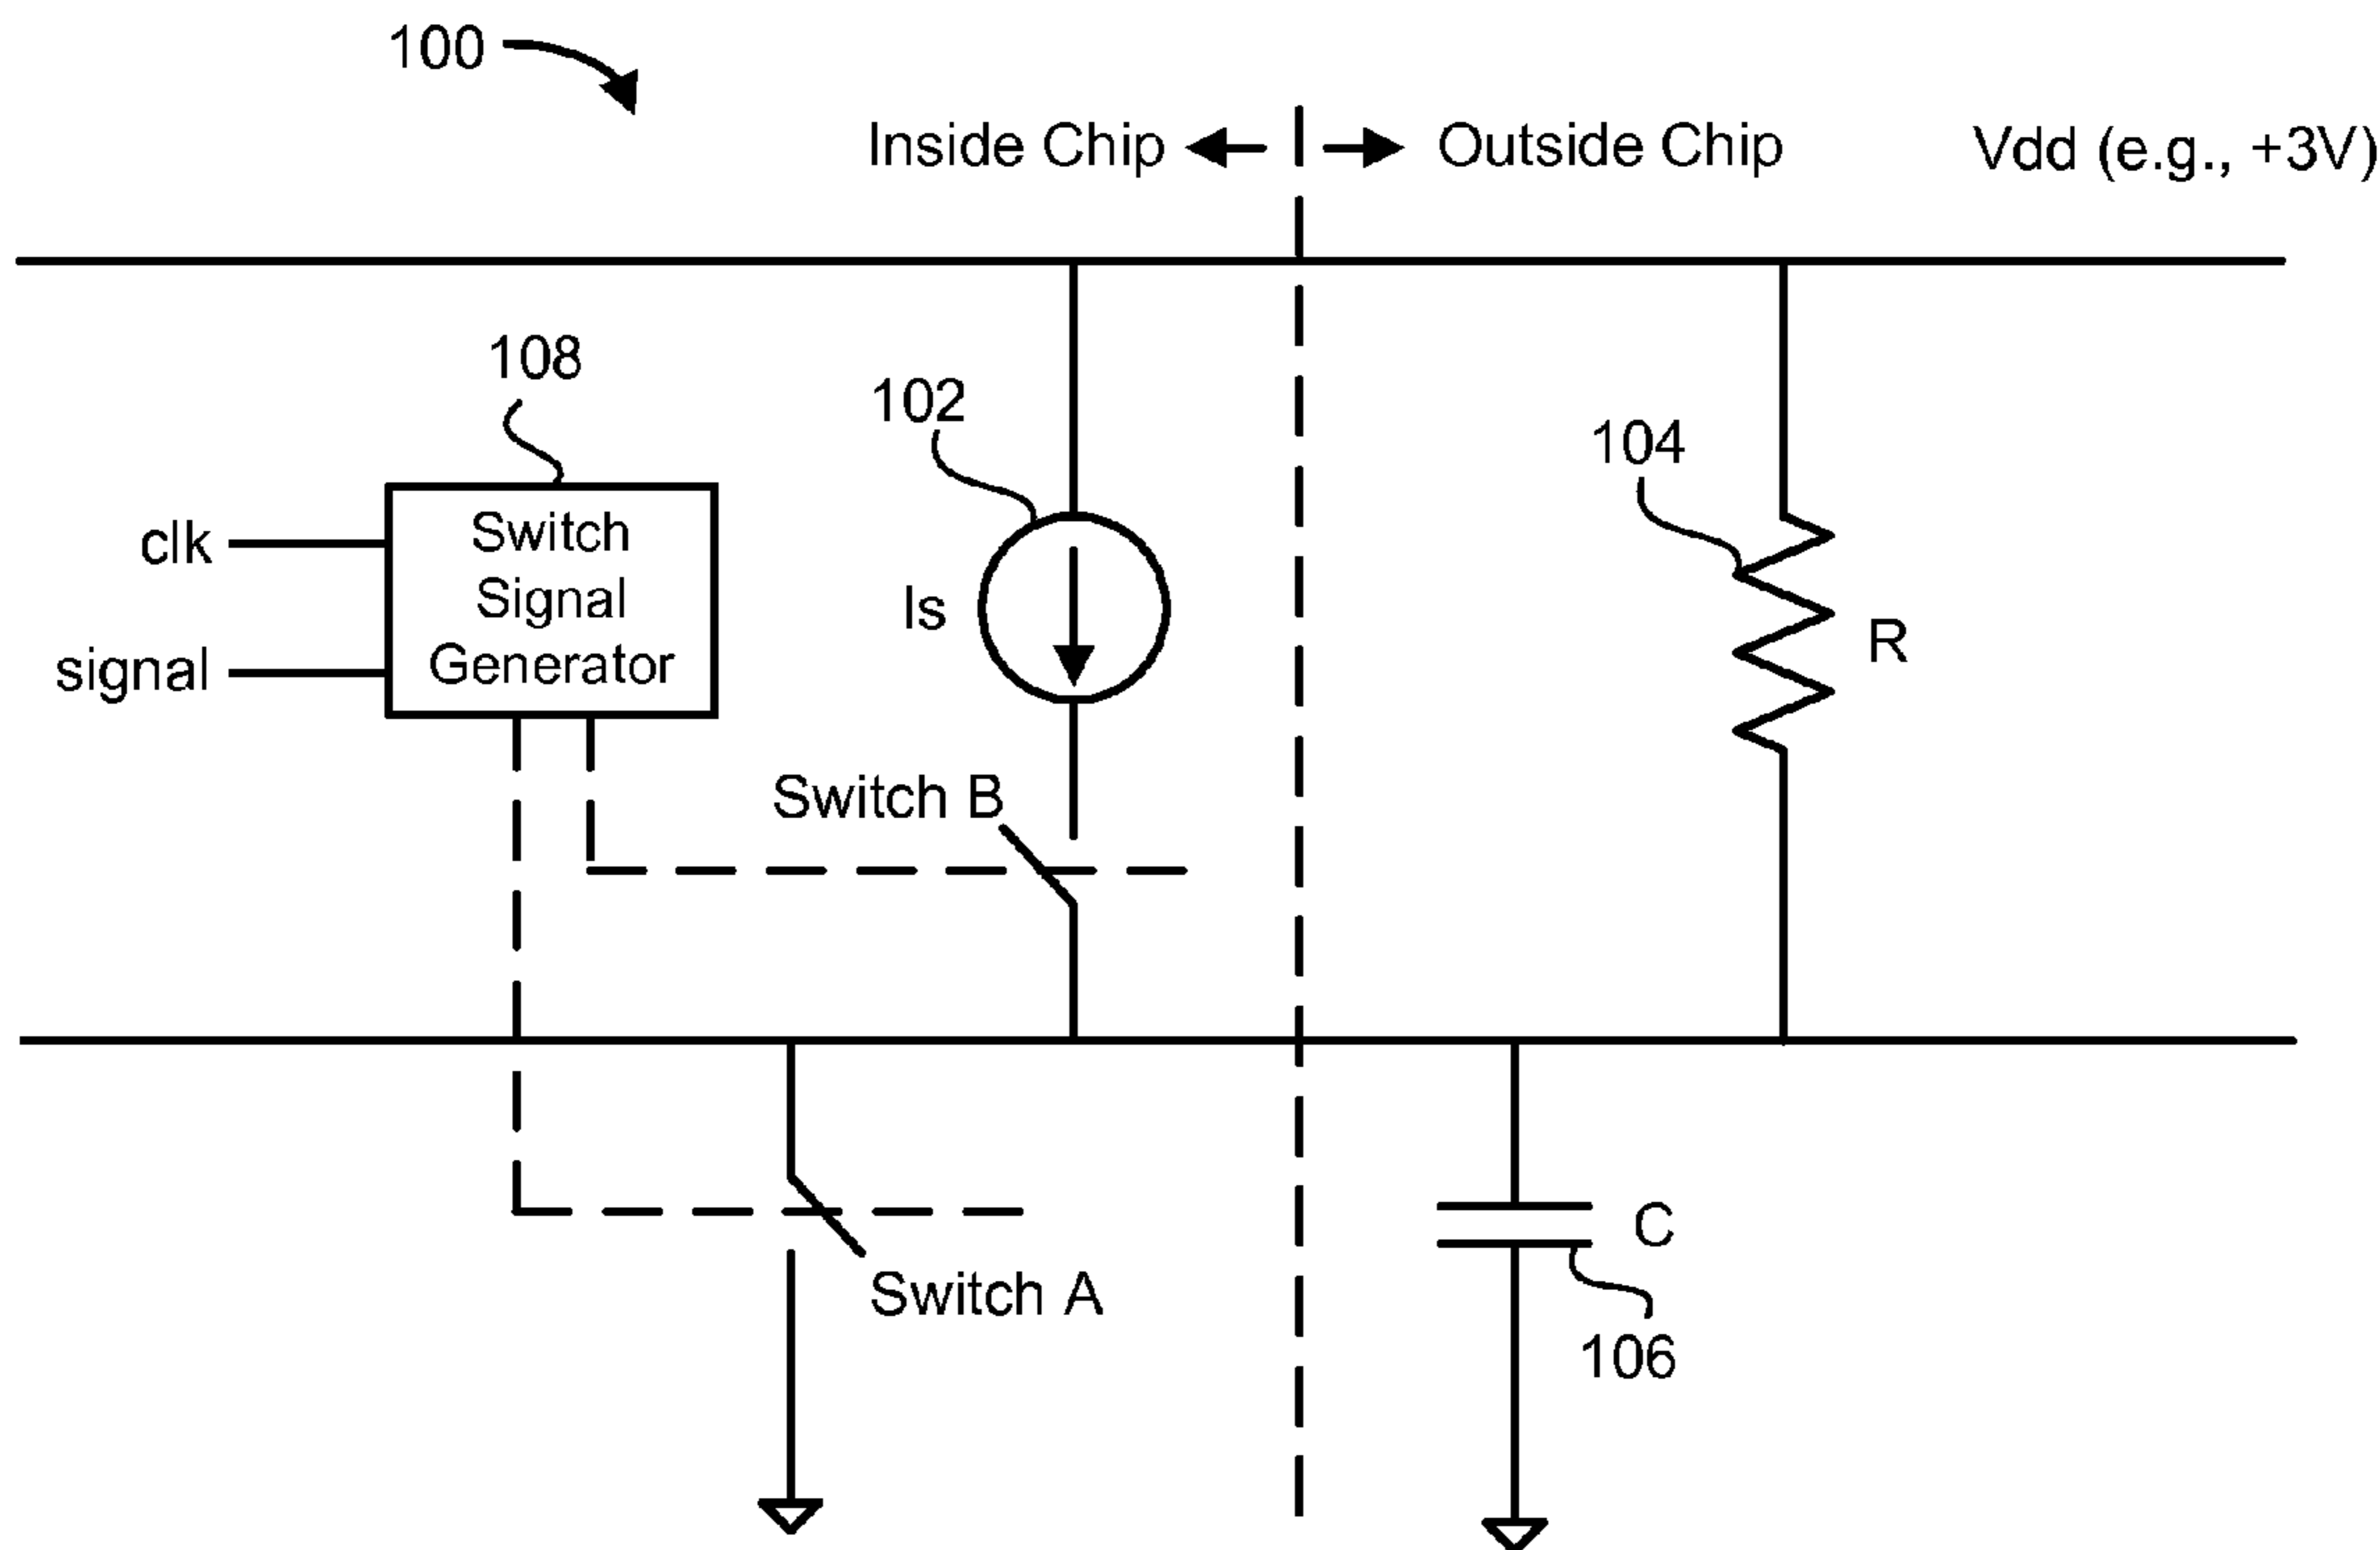 100
Inside Chip
Outside Chip
Vdd (e.g., +3V)
108
102
104
clk
signal
Switch
Signal
Generator
Is
R
Switch B
Switch A
C
106